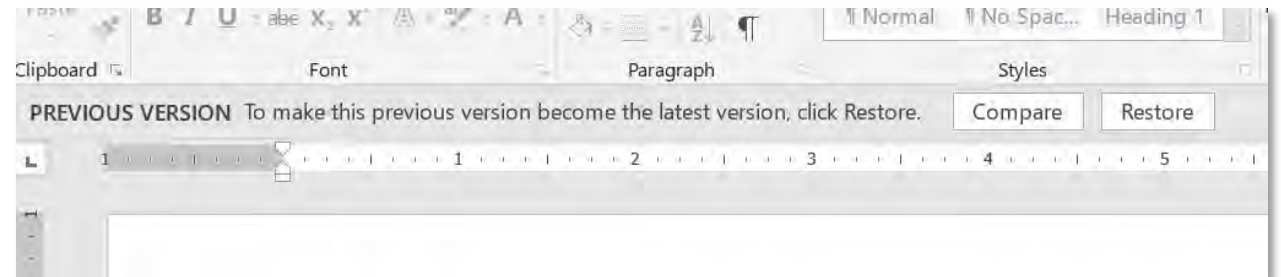 B I U abc X₂ X² A A A Z ¶ ¶ Normal ¶ No Spac... Heading 1
Clipboard Font Paragraph Styles
PREVIOUS VERSION To make this previous version become the latest version, click Restore. Compare Restore
L 1 1 2 3 4 5
1